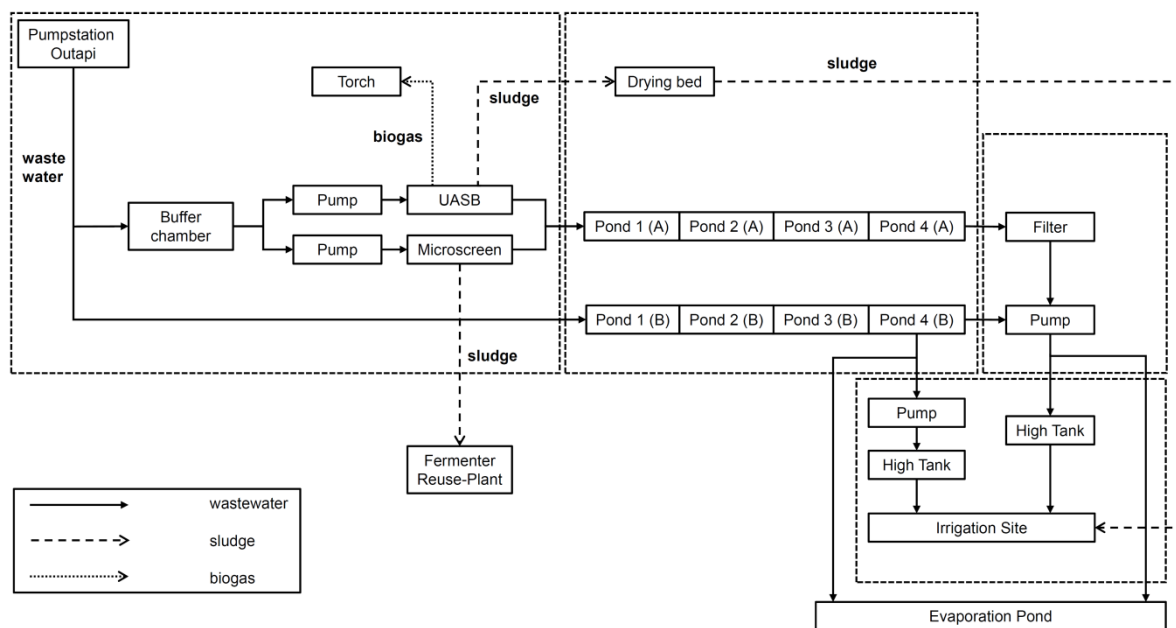 Pumpstation
Outapi
Torch
Drying bed
sludge
sludge
biogas
waste
water
Pump
UASB
Buffer
chamber
Pond 1 (A)
Pond 2 (A)
Pond 3 (A)
Pond 4 (A)
Filter
Pump
Microscreen
Pond 1 (B)
Pond 2 (B)
Pond 3 (B)
Pond 4 (B)
Pump
sludge
Pump
High Tank
High Tank
Fermenter
Reuse-Plant
Irrigation Site
wastewater
sludge
biogas
Evaporation Pond